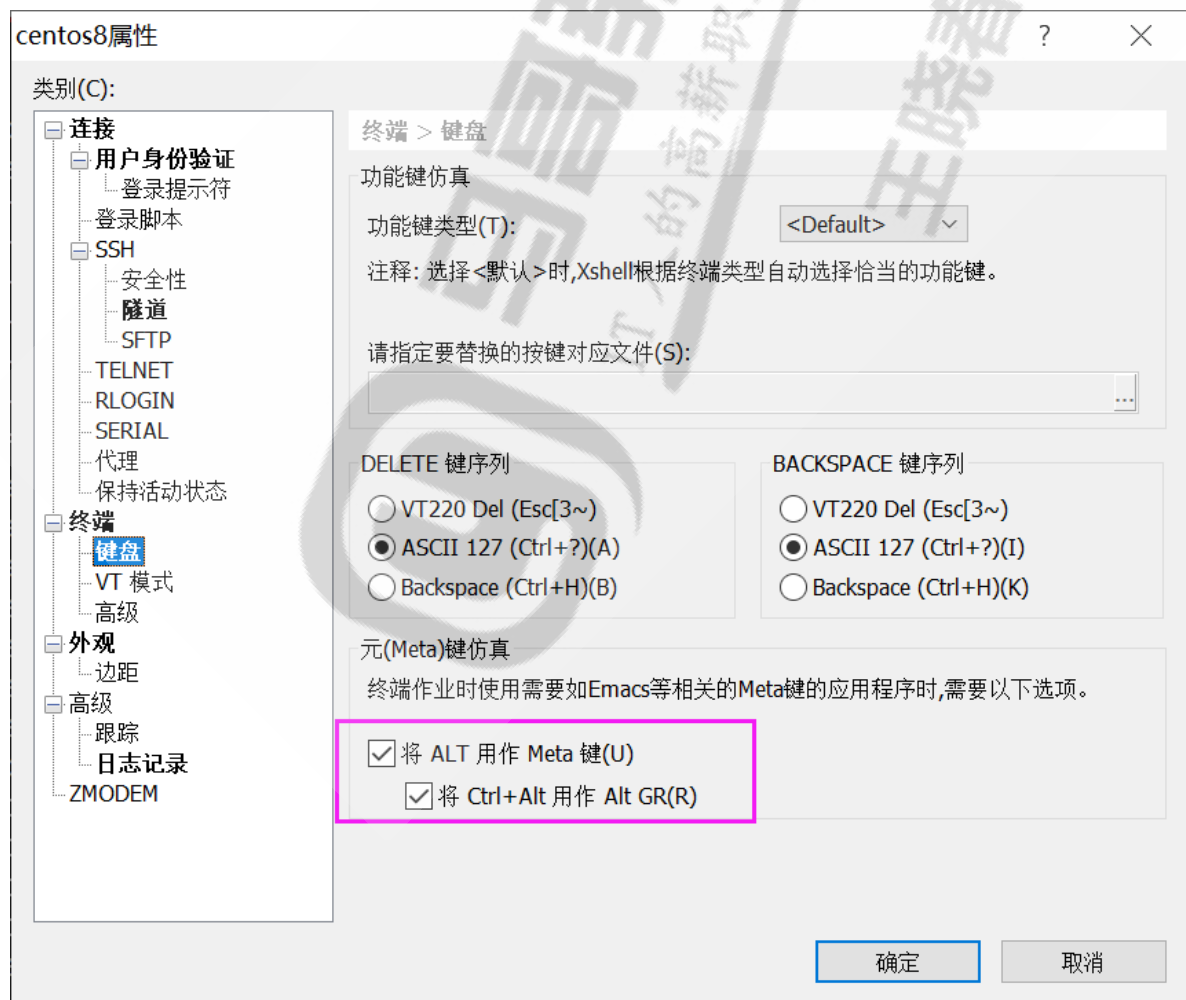 centos8属性
类别(C):
连接
用户身份验证
登录提示符
登录脚本
SSH
安全性
隧道
SFTP
TELNET
RLOGIN
SERIAL
代理
保持活动状态
终端
键盘
VT 模式
高级
外观
边距
高级
跟踪
日志记录
ZMODEM
终端 > 键盘
功能键仿真
功能键类型(T):
<Default>
注释: 选择<默认>时,Xshell根据终端类型自动选择恰当的功能键。
请指定要替换的按键对应文件(S):
...
DELETE 键序列
VT220 Del (Esc[3~)
ASCII 127 (Ctrl+?)(A)
Backspace (Ctrl+H)(B)
BACKSPACE 键序列
VT220 Del (Esc[3~)
ASCII 127 (Ctrl+?)(I)
Backspace (Ctrl+H)(K)
元(Meta)键仿真
终端作业时使用需要如Emacs等相关的Meta键的应用程序时,需要以下选项。
将 ALT 用作 Meta 键(U)
将 Ctrl+Alt 用作 Alt GR(R)
确定
取消
IT人的高薪职
王晓春